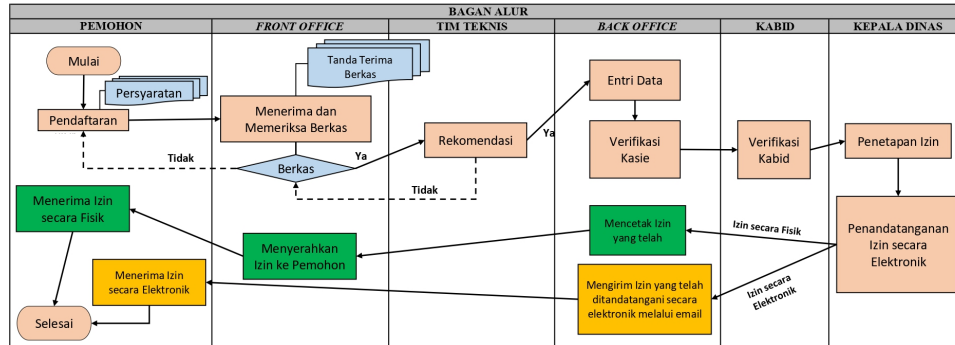 BAGAN ALUR
PEMOHON
FRONT OFFICE
TIM TEKNIS
BACK OFFICE
KABID
KEPALA DINAS
Mulai
Persyaratan
Pendaftaran
Tanda Terima
Berkas
Menerima dan
Memeriksa Berkas
Berkas
Tidak
Ya
Rekomendasi
Tidak
Ya
Entri Data
Verifikasi
Kasie
Verifikasi
Kabid
Penetapan Izin
Penandatanganan
Izin secara
Elektronik
Izin secara Fisik
Izin secara
Elektronik
Mencetak Izin
yang telah
Mengirim Izin yang telah
ditandatangani secara
elektronik melalui email
Menyerahkan
Izin ke Pemohon
Menerima Izin
secara Fisik
Menerima Izin
secara Elektronik
Selesai